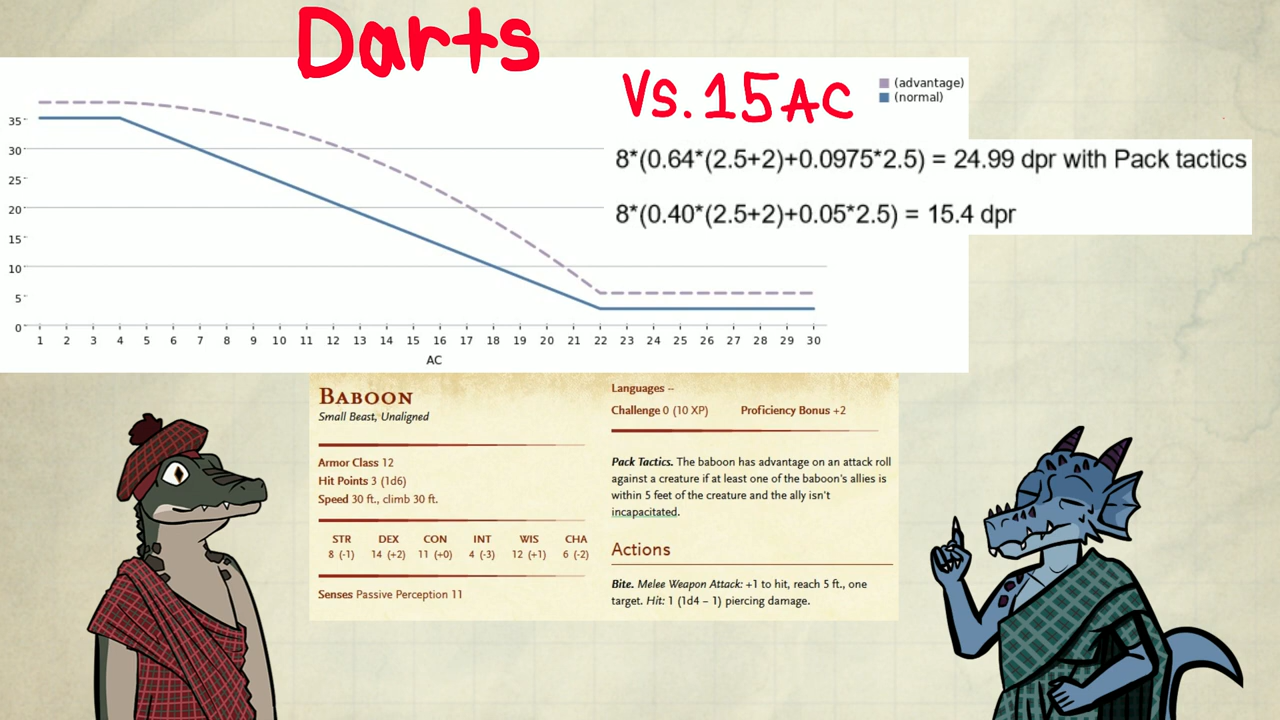 Darts
vs. 15 AC
(advantage)
(normal)
8*(0.64*(2.5+2)+0.0975*2.5) = 24.99 dpr with Pack tactics
8*(0.40*(2.5+2)+0.05*2.5) = 15.4 dpr
35
30
25
20
15
10
5
0
1 2 3 4 5 6 7 8 9 10 11 12 13 14 15 16 17 18 19 20 21 22 23 24 25 26 27 28 29 30
AC
Baboon
Small Beast, Unaligned
Armor Class 12
Hit Points 3 (1d6)
Speed 30 ft., climb 30 ft.
STR DEX CON INT WIS CHA
8 (-1) 14 (+2) 11 (+0) 4 (-3) 12 (+1) 6 (-2)
Senses Passive Perception 11
Languages --
Challenge 0 (10 XP) Proficiency Bonus +2
Pack Tactics. The baboon has advantage on an attack roll
against a creature if at least one of the baboon's allies is
within 5 feet of the creature and the ally isn't
incapacitated.
Actions
Bite. Melee Weapon Attack: +1 to hit, reach 5 ft., one
target. Hit: 1 (1d4 – 1) piercing damage.